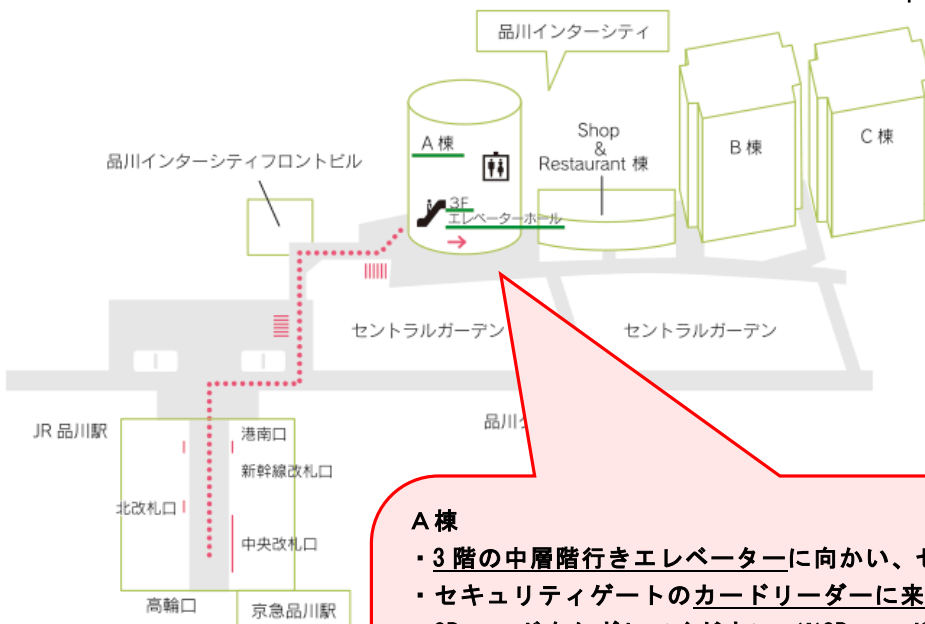 品川インターシティ
A 棟
Shop
&
Restaurant 棟
B 棟
C 棟
品川インターシティフロントビル
3F
エレベーターホール
セントラルガーデン
セントラルガーデン
JR 品川駅
品川
港南口
新幹線改札口
北改札口
中央改札口
高輪口
京急品川駅
A棟
・3 階の中層階行きエレベーターに向かい、
・セキュリティゲートのカードリーダーに来